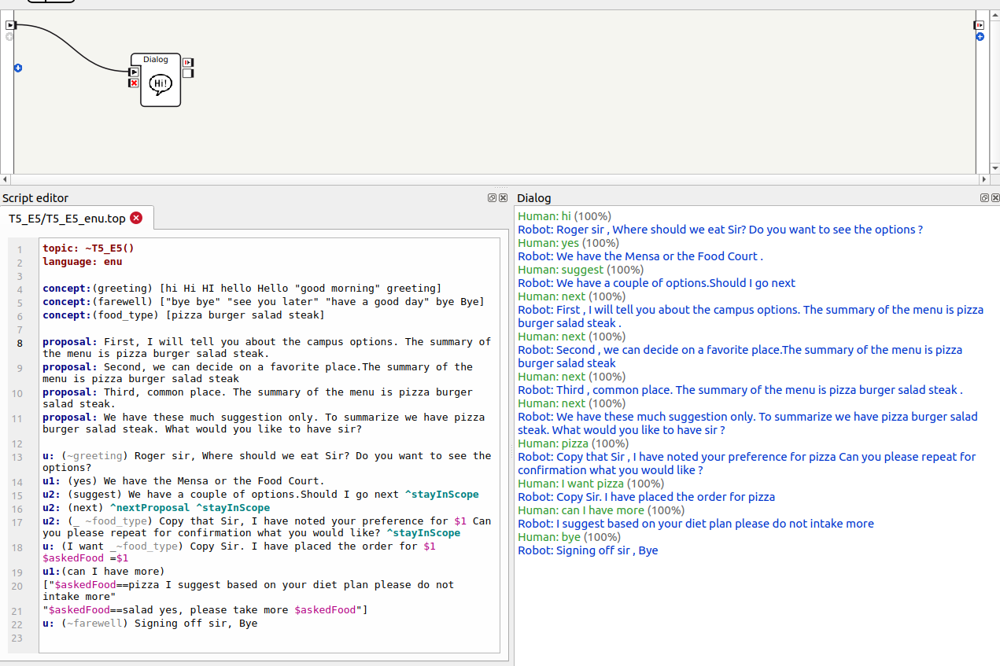 Dialog
Hi!
Script editor
T5_E5/T5_E5_enu.top
1 topic: ~T5_E5()
2 language: enu
3
4 concept:(greeting) [hi Hi HI hello Hello "good morning" greeting]
5 concept:(farewell) ["bye bye" "see you later" "have a good day" bye Bye]
6 concept:(food_type) [pizza burger salad steak]
7
8 proposal: First, I will tell you about the campus options. The summary of
the menu is pizza burger salad steak.
9 proposal: Second, we can decide on a favorite place.The summary of the
menu is pizza burger salad steak
10 proposal: Third, common place. The summary of the menu is pizza burger
salad steak.
11 proposal: We have these much suggestion only. To summarize we have pizza
burger salad steak. What would you like to have sir?
12
13 u: (~greeting) Roger sir, Where should we eat Sir? Do you want to see the
options?
14 u1: (yes) We have the Mensa or the Food Court.
15 u2: (suggest) We have a couple of options.Should I go next ^stayInScope
16 u2: (next) ^nextProposal ^stayInScope
17 u2: (_ ~food_type) Copy that Sir, I have noted your preference for $1 Can
you please repeat for confirmation what you would like? ^stayInScope
18 u: (I want _~food_type) Copy Sir. I have placed the order for $1
$askedFood =$1
19 u1:(can I have more)
20 ["$askedFood==pizza I suggest based on your diet plan please do not
intake more"
21 "$askedFood==salad yes, please take more $askedFood"]
22 u: (~farewell) Signing off sir, Bye
23
Dialog
Human: hi (100%)
Robot: Roger sir , Where should we eat Sir? Do you want to see the options ?
Human: yes (100%)
Robot: We have the Mensa or the Food Court .
Human: suggest (100%)
Robot: We have a couple of options.Should I go next
Human: next (100%)
Robot: First , I will tell you about the campus options. The summary of the menu is pizza
burger salad steak .
Human: next (100%)
Robot: Second , we can decide on a favorite place.The summary of the menu is pizza
burger salad steak
Human: next (100%)
Robot: Third , common place. The summary of the menu is pizza burger salad steak .
Human: next (100%)
Robot: We have these much suggestion only. To summarize we have pizza burger salad
steak. What would you like to have sir ?
Human: pizza (100%)
Robot: Copy that Sir , I have noted your preference for pizza Can you please repeat for
confirmation what you would like ?
Human: I want pizza (100%)
Robot: Copy Sir. I have placed the order for pizza
Human: can I have more (100%)
Robot: I suggest based on your diet plan please do not intake more
Human: bye (100%)
Robot: Signing off sir , Bye